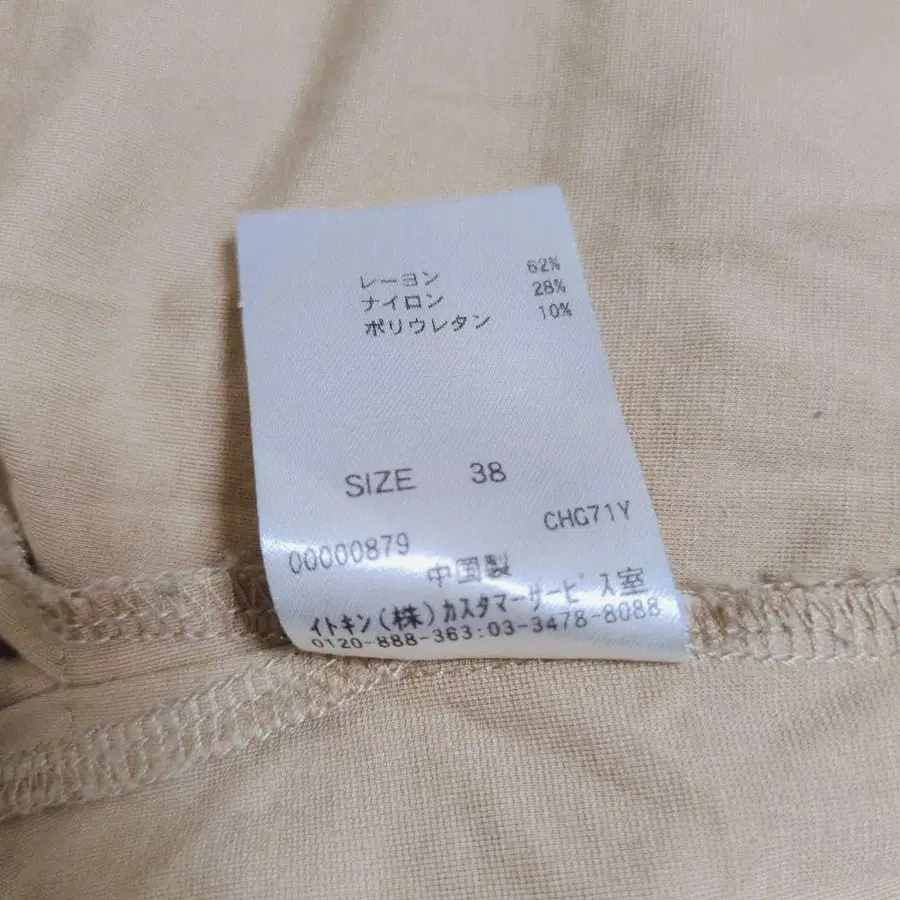 レーヨン 62%
ナイロン 28%
ポリウレタン 10%
SIZE 38
CHG71Y
00000879
中国製
イトキン(株)カスタマーサービス室
0120-888-363:03-3478-8088